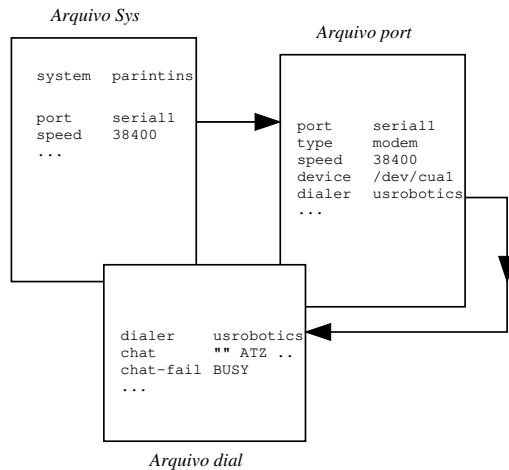 Arquivo Sys
system parintins
port serial1
speed 38400
...
Arquivo port
port serial1
type modem
speed 38400
device /dev/cua1
dialer usrobotics
...
dialer usrobotics
chat "" ATZ ..
chat-fail BUSY
...
Arquivo dial